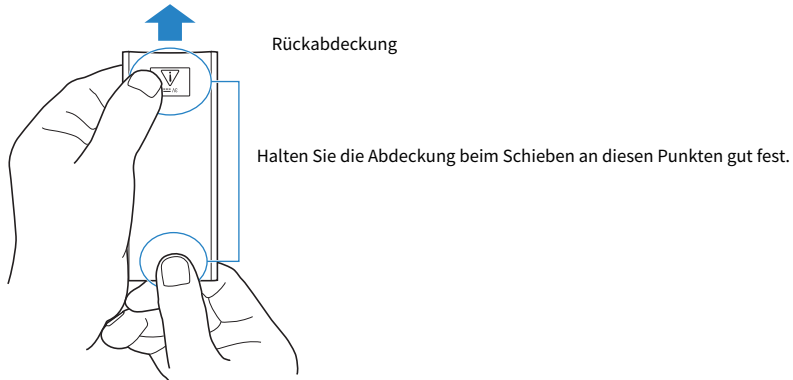 Rückabdeckung
Halten Sie die Abdeckung beim Schieben an diesen Punkten gut fest.